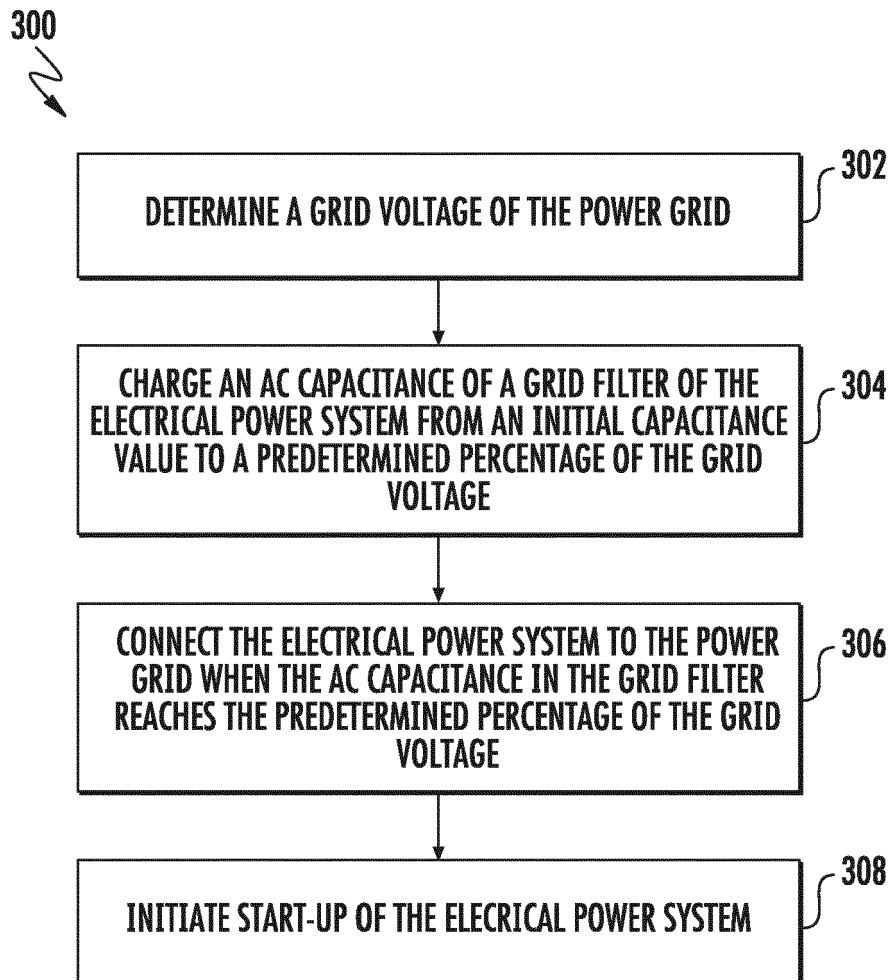 300
302
DETERMINE A GRID VOLTAGE OF THE POWER GRID
304
CHARGE AN AC CAPACITANCE OF A GRID FILTER OF THE
ELECTRICAL POWER SYSTEM FROM AN INITIAL CAPACITANCE
VALUE TO A PREDETERMINED PERCENTAGE OF THE GRID
VOLTAGE
306
CONNECT THE ELECTRICAL POWER SYSTEM TO THE POWER
GRID WHEN THE AC CAPACITANCE IN THE GRID FILTER
REACHES THE PREDETERMINED PERCENTAGE OF THE GRID
VOLTAGE
308
INITIATE START-UP OF THE ELECRICAL POWER SYSTEM